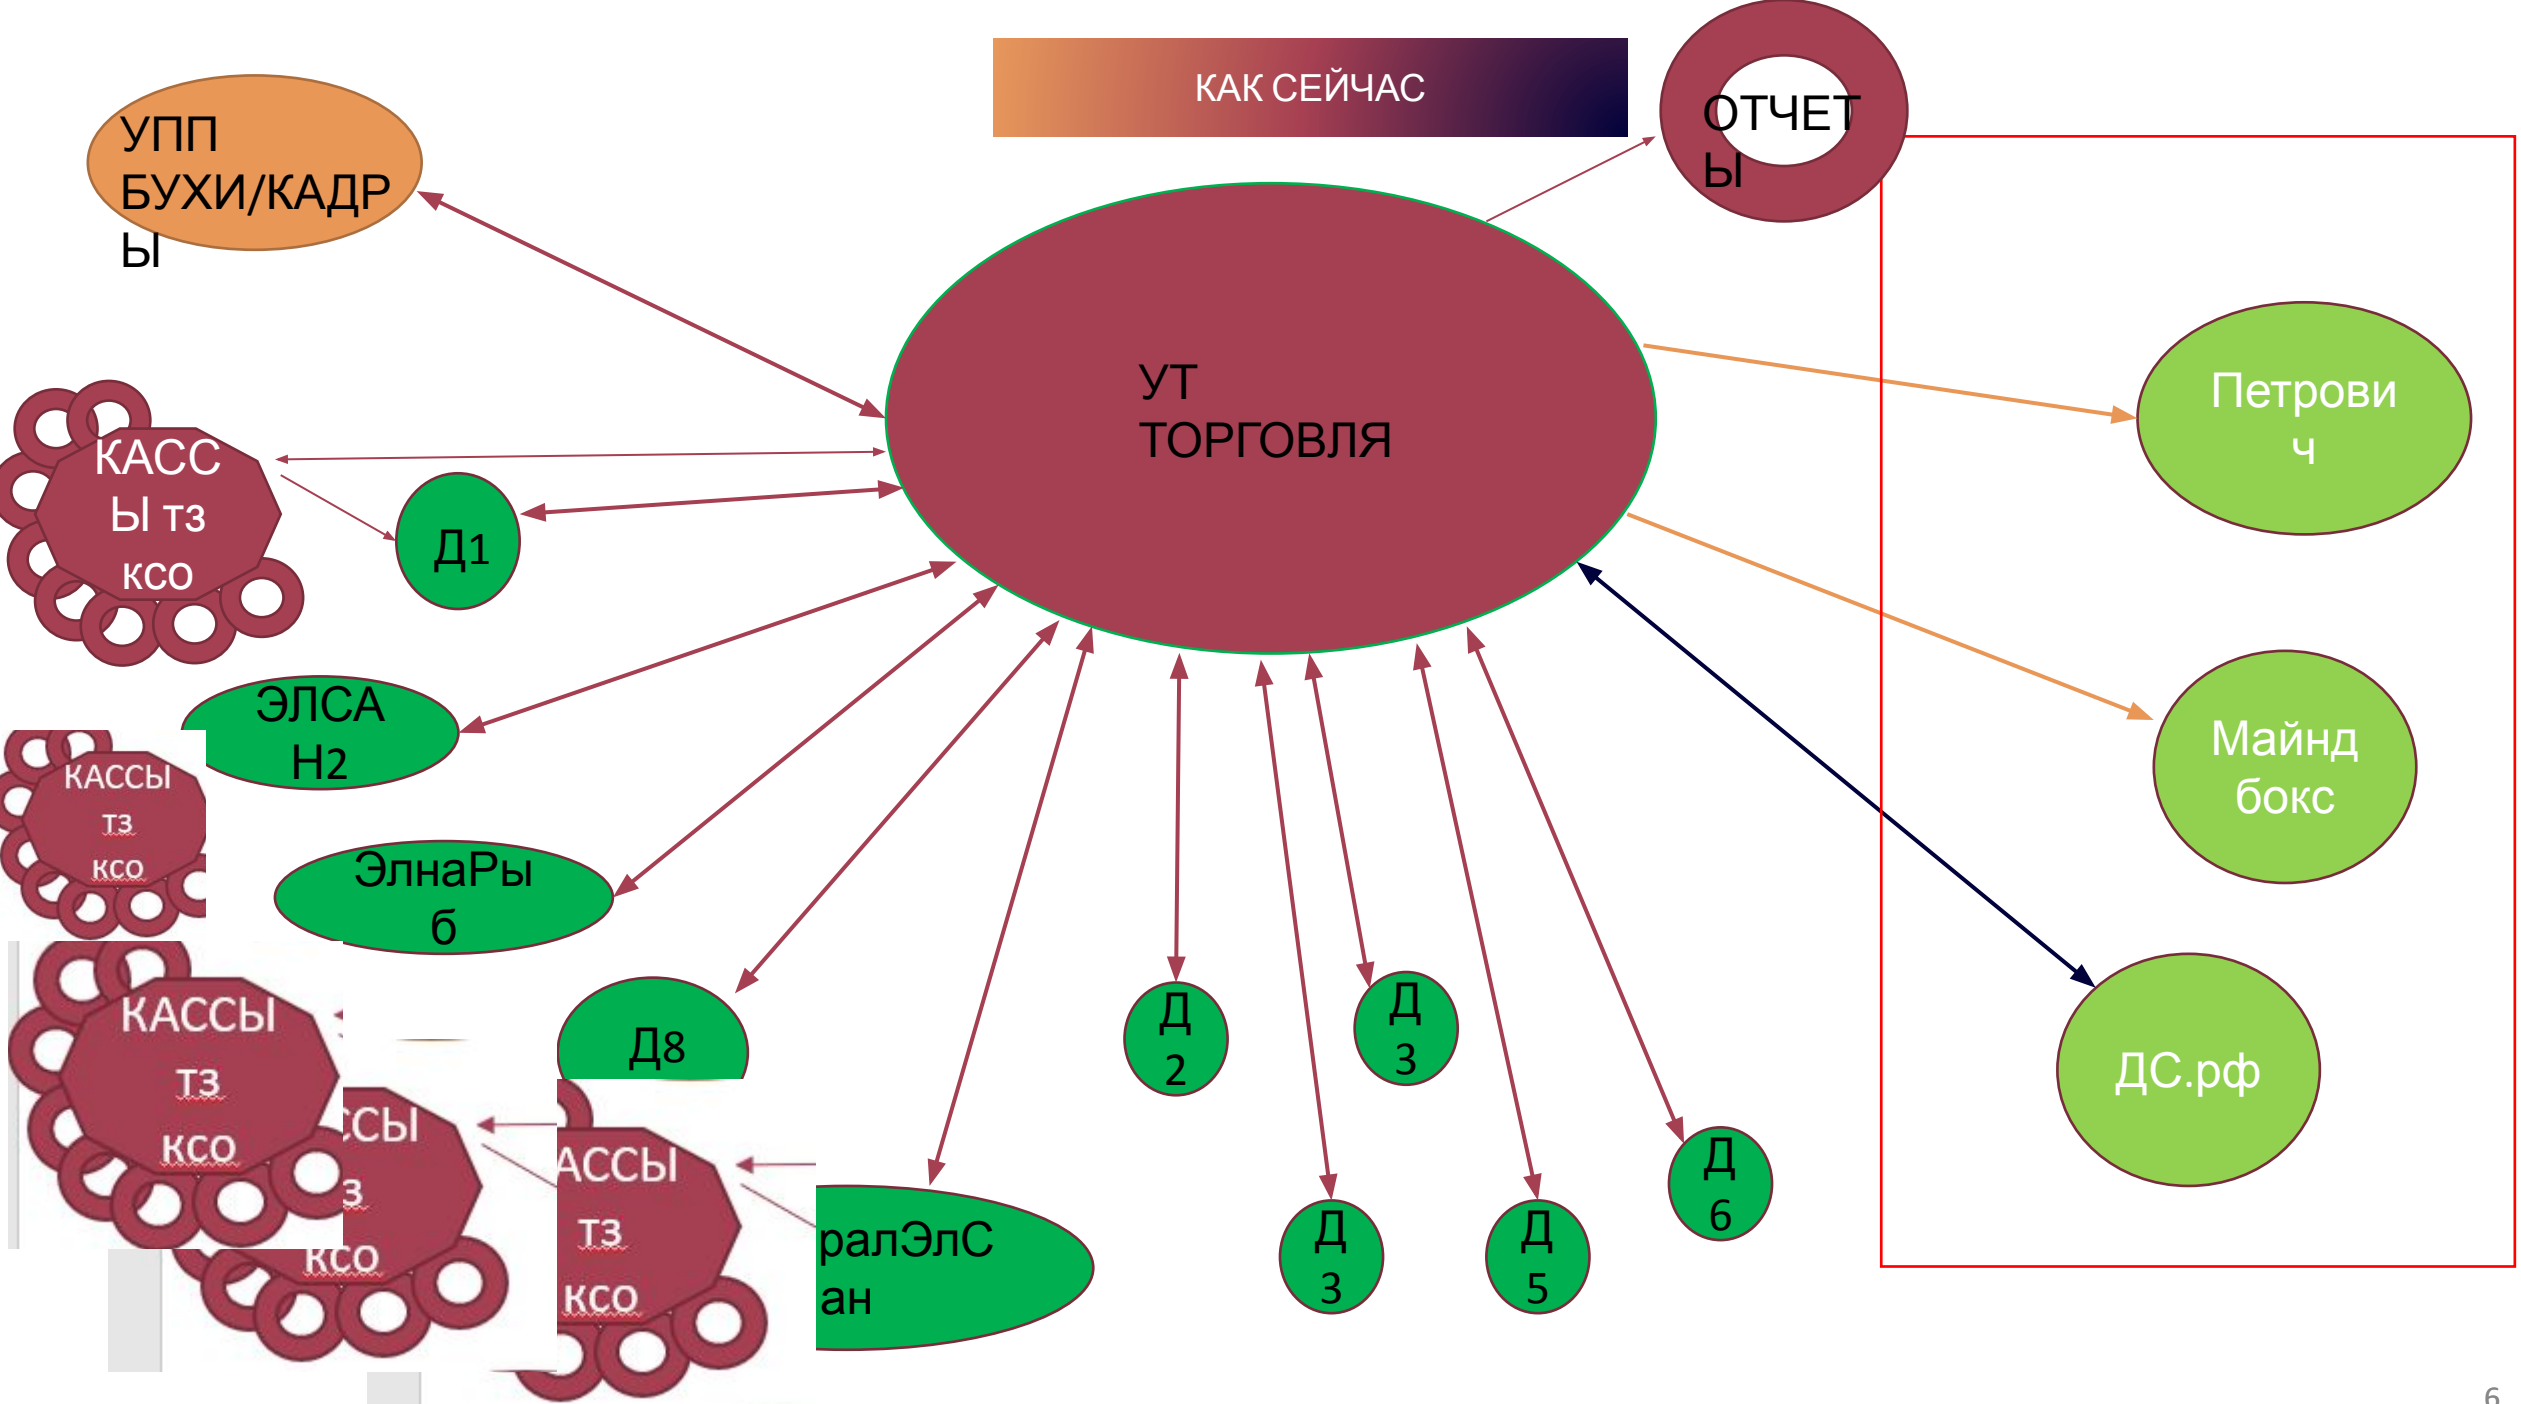 КАК СЕЙЧАС
ОТЧЕТ
Ы
УПП
БУХИ/КАДР
Ы
УТ
ТОРГОВЛЯ
Петрови
ч
КАСС
Ы тз
ксо
Д1
ЭЛСА
Н2
Майнд
бокс
КАССЫ
тз
ксо
ЭлнаРы
б
КАССЫ
тз
ксо
Д8
Д
2
Д
3
ДС.рф
ССЫ
з
ксо
АССЫ
тз
ксо
ралЭлС
ан
Д
3
Д
5
Д
6
6